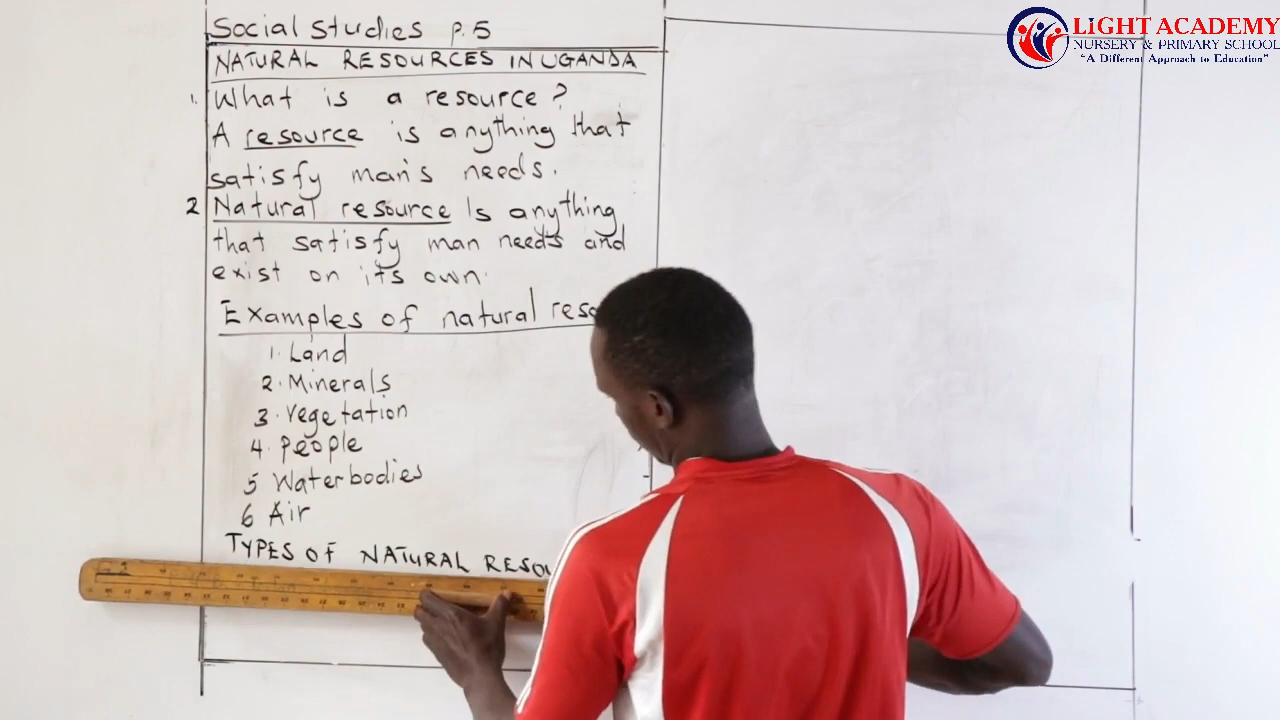 Social Studies p.5
NATURAL RESOURCES IN UGANDA
1. What is a resource?
A resource is anything that
satisfy man's needs.
2 Natural resource Is anything
that satisfy man needs and
exist on its own.
Examples of natural
1. Land
2. Minerals
3. Vegetation
4. People
5 Waterbodies
6 Air
TYPES OF NATURAL
LIGHT ACADEMY
NURSERY & PRIMARY SCHOOL
"A Different Approach to Education"